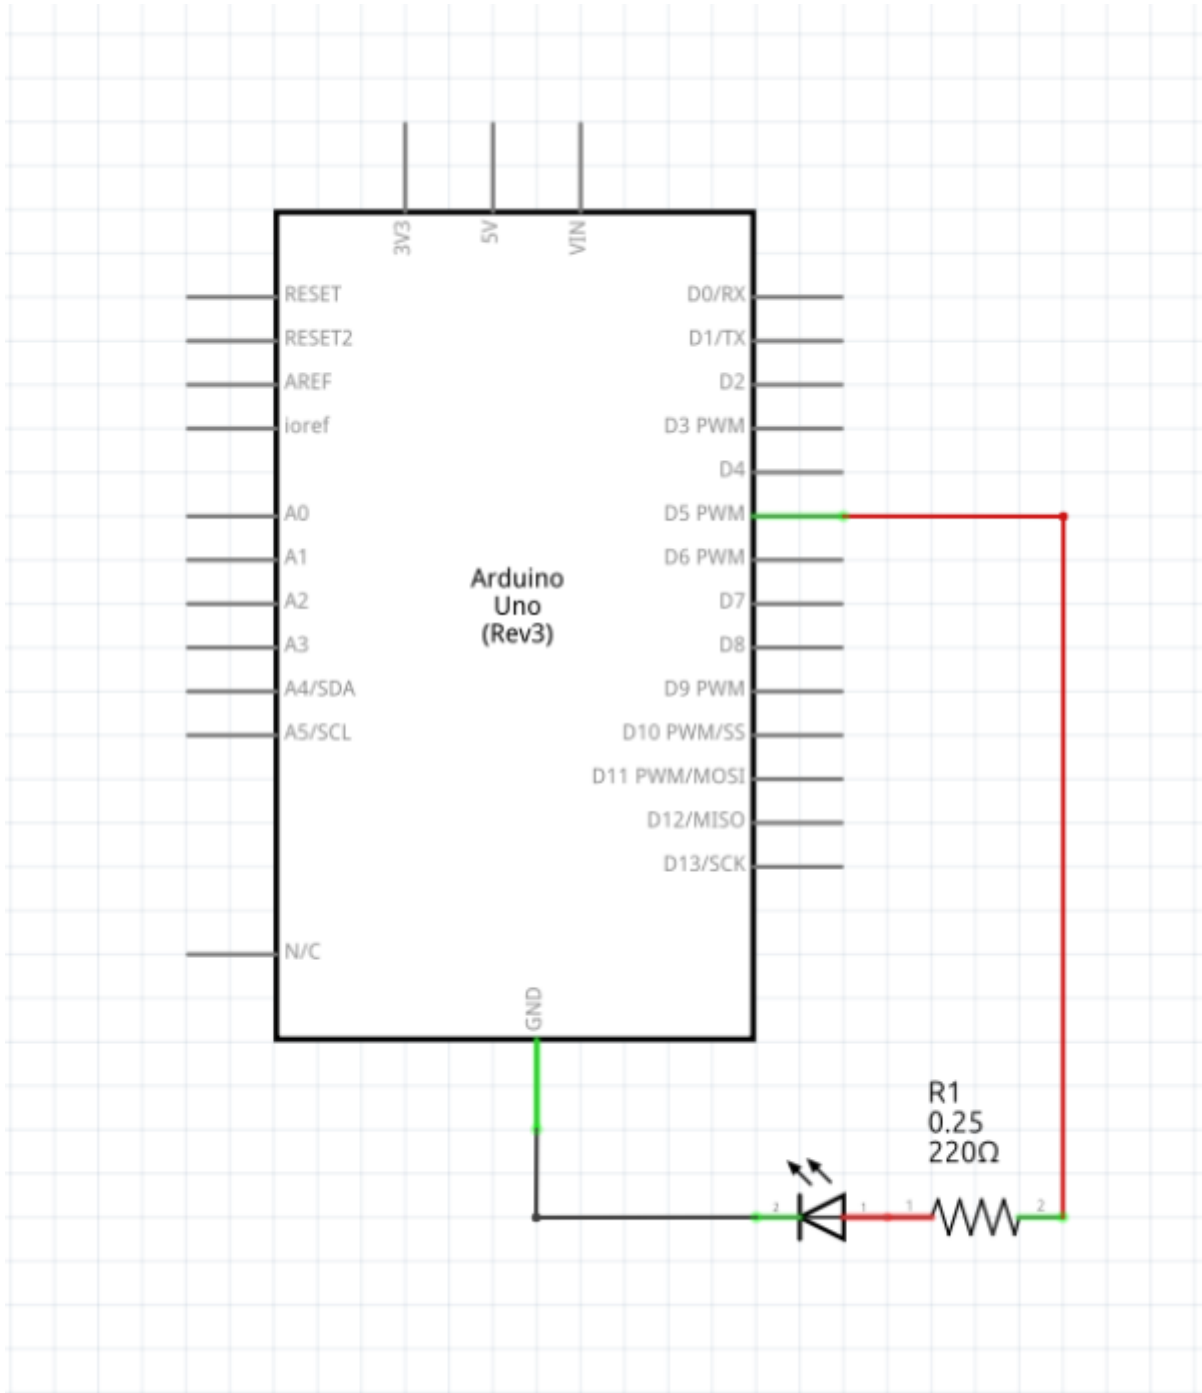 3V3
5V
VIN
RESET
RESET2
AREF
ioref
A0
A1
A2
A3
A4/SDA
A5/SCL
N/C
Arduino
Uno
(Rev3)
D0/RX
D1/TX
D2
D3 PWM
D4
D5 PWM
D6 PWM
D7
D8
D9 PWM
D10 PWM/SS
D11 PWM/MOSI
D12/MISO
D13/SCK
GND
R1
0.25
220Ω
2
1
1
2